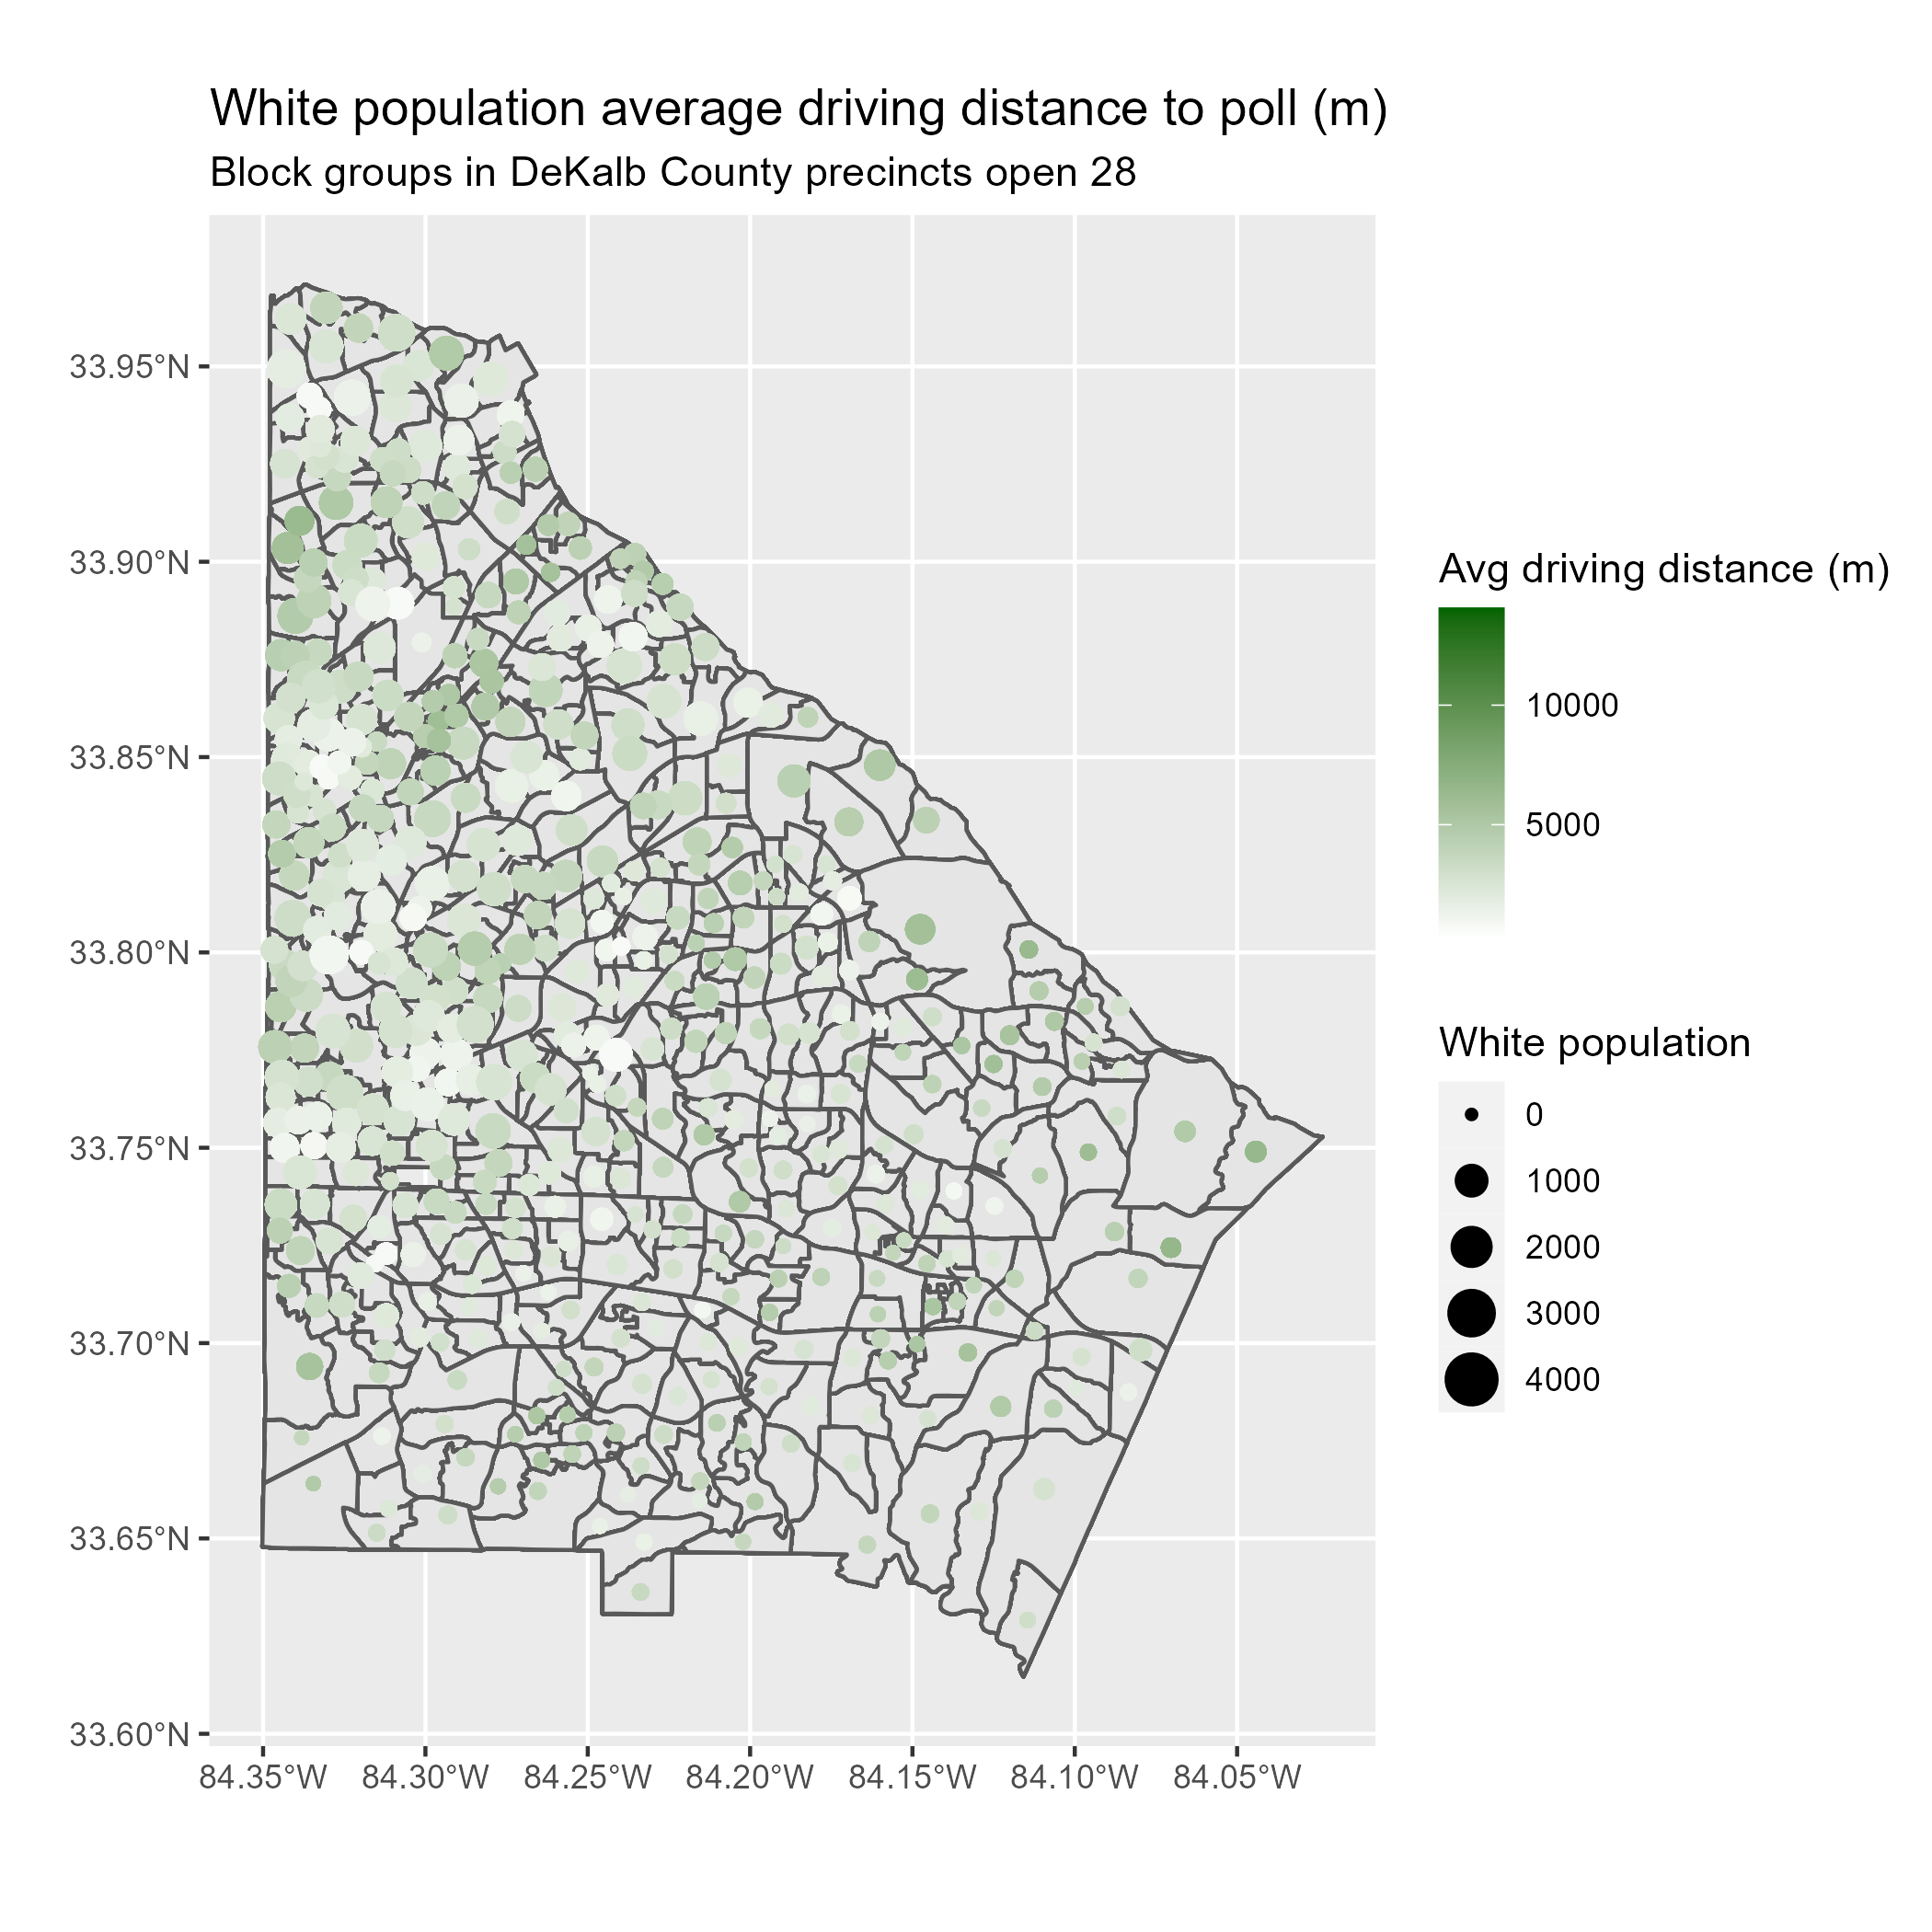 White population average driving distance to poll (m)
Block groups in DeKalb County precincts open 28
33.95°N
33.90°N
33.85°N
33.80°N
33.75°N
33.70°N
33.65°N
33.60°N
84.35°W
84.30°W
84.25°W
84.20°W
84.15°W
84.10°W
84.05°W
Avg driving distance (m)
10000
5000
White population
0
1000
2000
3000
4000